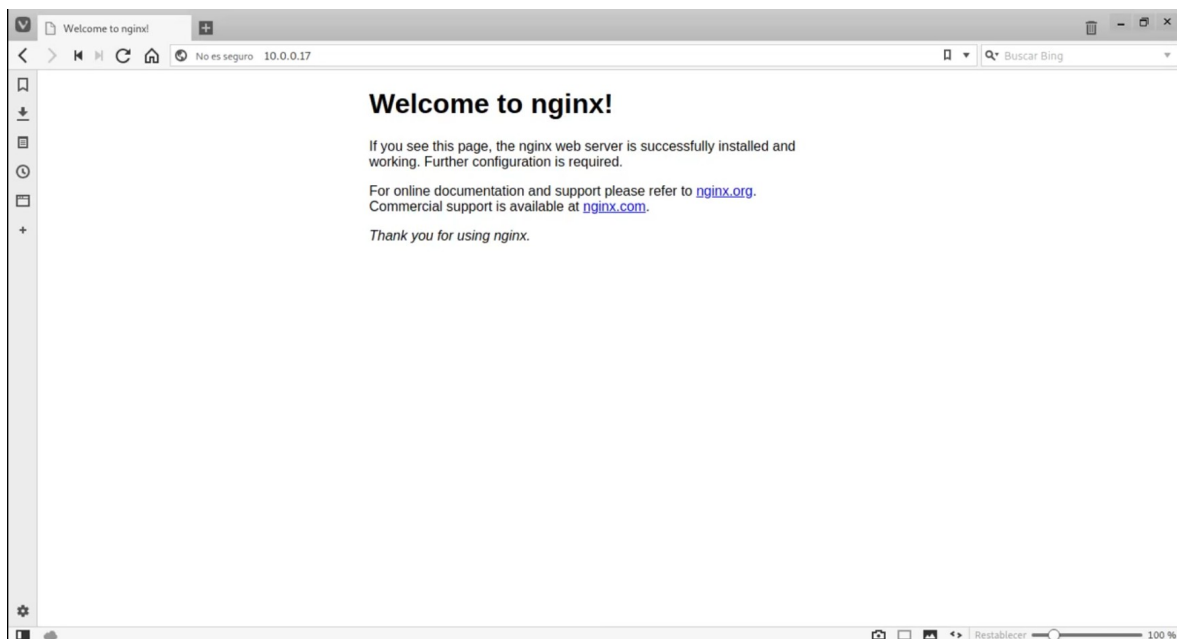 Welcome to nginx!
No es seguro 10.0.0.17
Buscar Bing
Welcome to nginx!
If you see this page, the nginx web server is successfully installed and
working. Further configuration is required.
For online documentation and support please refer to nginx.org.
Commercial support is available at nginx.com.
Thank you for using nginx.
Restablecer
100 %